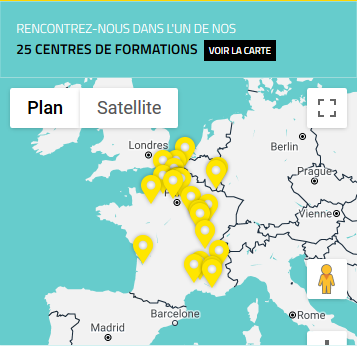 RENCONTREZ-NOUS DANS L'UN DE NOS
25 CENTRES DE FORMATIONS VOIR LA CARTE
Plan Satellite
Londres
Berlin
Prague
Vienne
Barcelone
Rome
Madrid